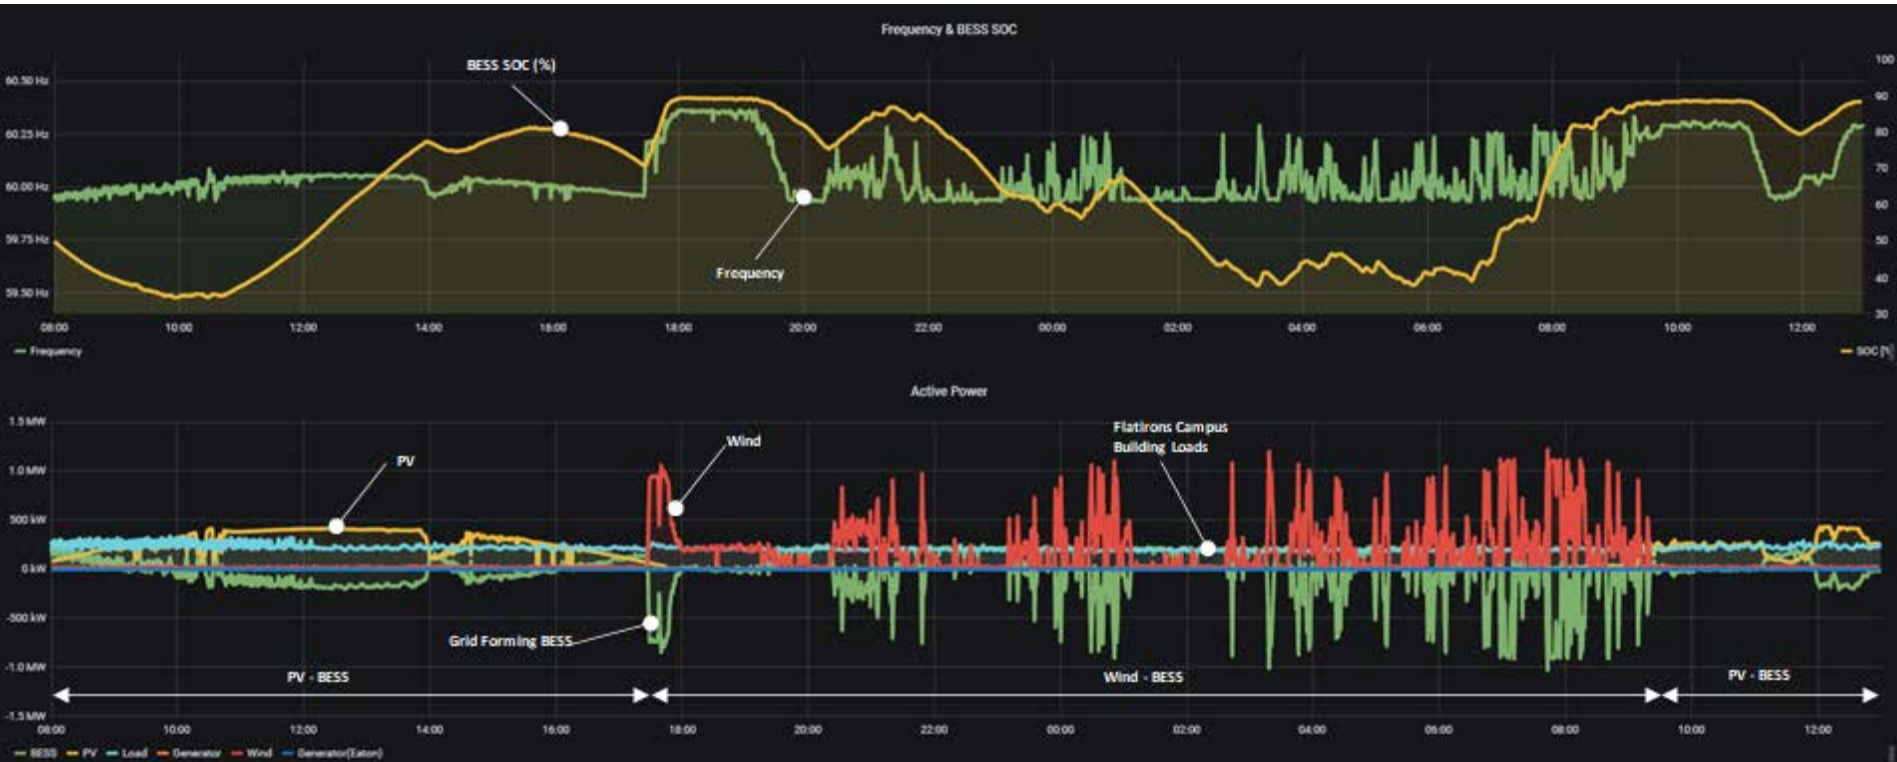 Frequency & BESS SOC
BESS SOC (%)
60.50 Hz
60.25 Hz
60.00 Hz
59.75 Hz
59.50 Hz
100
90
80
70
60
50
40
30
Frequency
08:00 10:00 12:00 14:00 16:00 18:00 20:00 22:00 00:00 02:00 04:00 06:00 08:00 10:00 12:00
Frequency
SOC [%
Active Power
1.5 MW
1.0 MW
500 kW
0 kW
-500 kW
-1.0 MW
-1.5 MW
PV
Wind
Flatirons Campus
Building Loads
Grid Forming BESS
PV - BESS
Wind - BESS
PV - BESS
08:00 10:00 12:00 14:00 16:00 18:00 20:00 22:00 00:00 02:00 04:00 06:00 08:00 10:00 12:00
BESS PV Load Generator Wind Generator(Eaton)